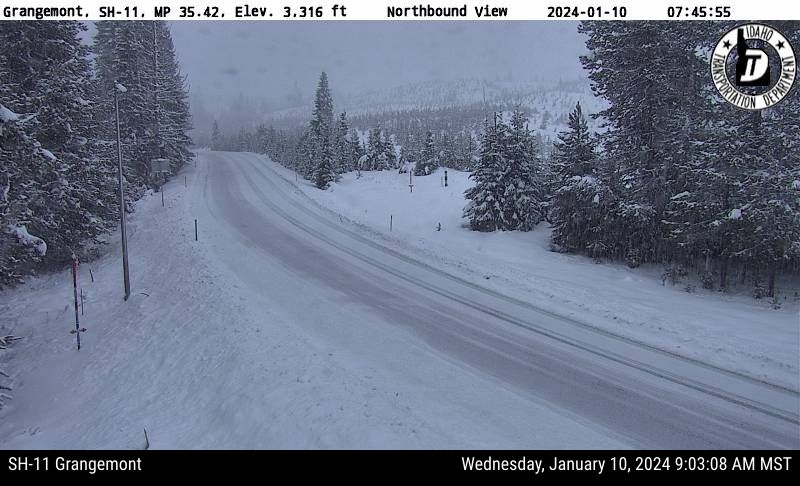 Grangemont, SH-11, MP 35.42, Elev. 3,316 ft Northbound View 2024-01-10 07:45:55
IDAHO
TRANSPORTATION DEPARTMENT
SH-11 Grangemont Wednesday, January 10, 2024 9:03:08 AM MST